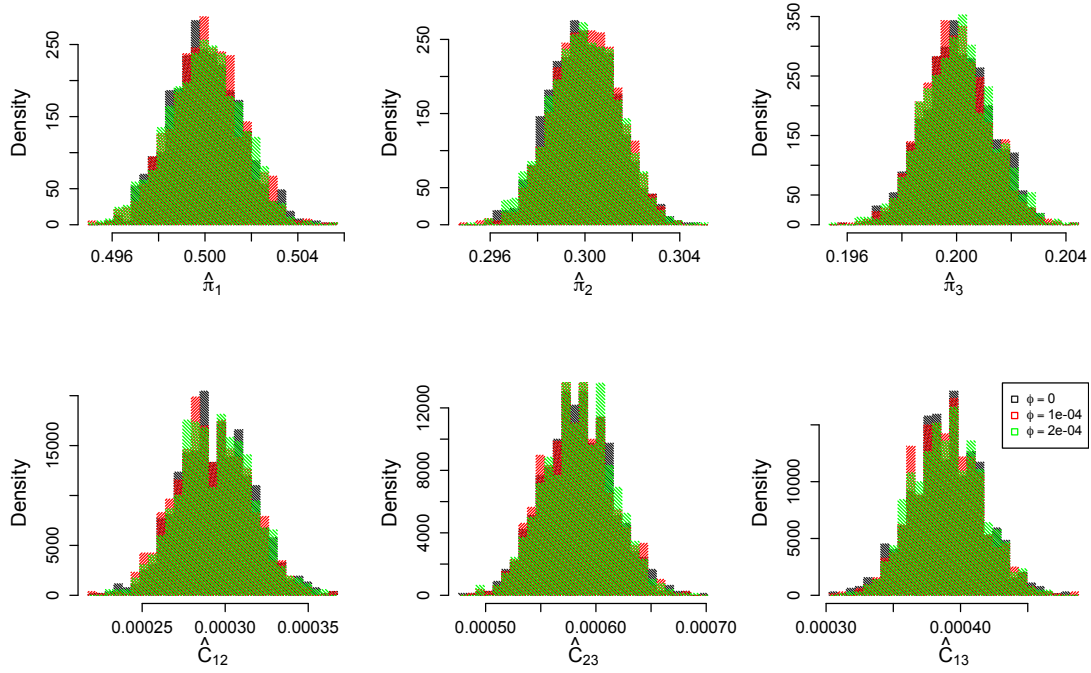 Density
0 50 150 250
0.496 0.500 0.504
π̂₁
Density
0 50 150 250
0.296 0.300 0.304
π̂₂
Density
0 50 150 250 350
0.196 0.200 0.204
π̂₃
Density
0 5000 15000
0.00025 0.00030 0.00035
Ĉ₁₂
Density
0 4000 8000 12000
0.00050 0.00060 0.00070
Ĉ₂₃
Density
0 5000 10000
0.00030 0.00040
Ĉ₁₃
ϕ = 0
ϕ = 1e−04
ϕ = 2e−04